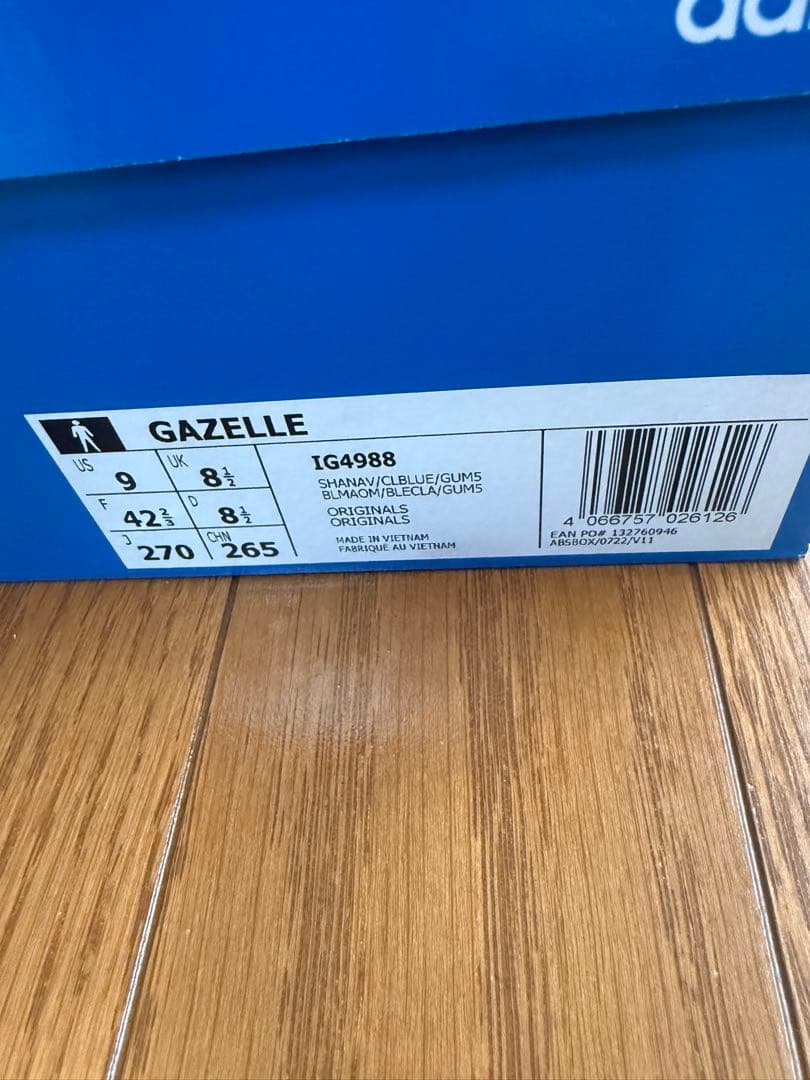 GAZELLE
US 9 UK 8½
F 42⅔ D 8½
J 270 CHN 265
IG4988
SHANAV/CLBLUE/GUM5
BLMAOM/BLECLA/GUM5
ORIGINALS
ORIGINALS
MADE IN VIETNAM
FABRIQUÉ AU VIETNAM
4 066757 026126
EAN PO# 132760946
ABSBOX/0722/V11